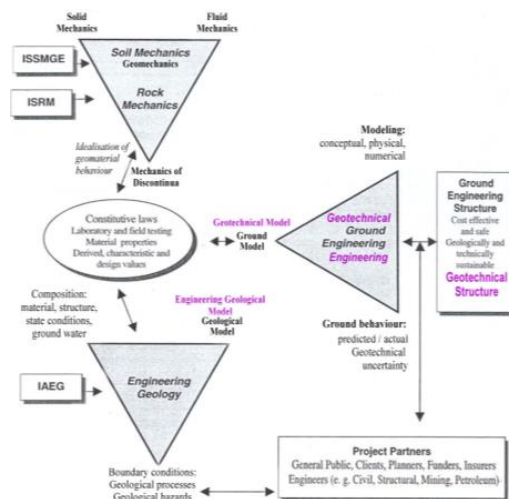 Solid
Mechanics
Fluid
Mechanics
ISSMGE
Soil Mechanics
Geomechanics
ISRM
Rock
Mechanics
Idealisation of
geomaterial
behaviour
Mechanics of
Discontinua
Modeling:
conceptual, physical,
numerical
Constitutive laws
Laboratory and field testing
Material properties
Derived, characteristic and
design values
Geotechnical Model
Ground
Model
Geotechnical
Ground
Engineering
Engineering
Ground
Engineering
Structure
Cost effective
and safe
Geologically and
technically
sustainable
Geotechnical
Structure
Composition:
material, structure,
state conditions,
ground water
Engineering Geological
Model
Geological
Model
Ground behaviour:
predicted / actual
Geotechnical
uncertainty
IAEG
Engineering
Geology
Boundary conditions:
Geological processes
Geological hazards
Project Partners
General Public, Clients, Planners, Funders, Insurers
Engineers (e. g. Civil, Structural, Mining, Petroleum)